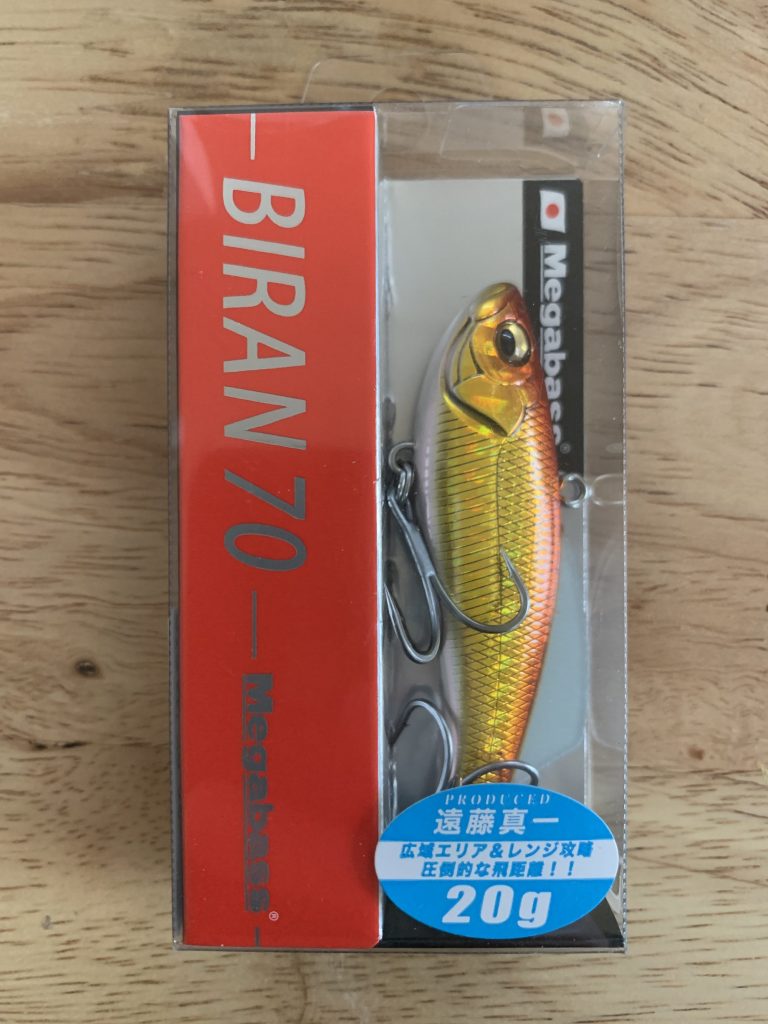 BIRAN 70
Megabass®
Megabass®
PRODUCED
遠藤真一
広域エリア&レンジ攻略
圧倒的な飛距離！！
20g